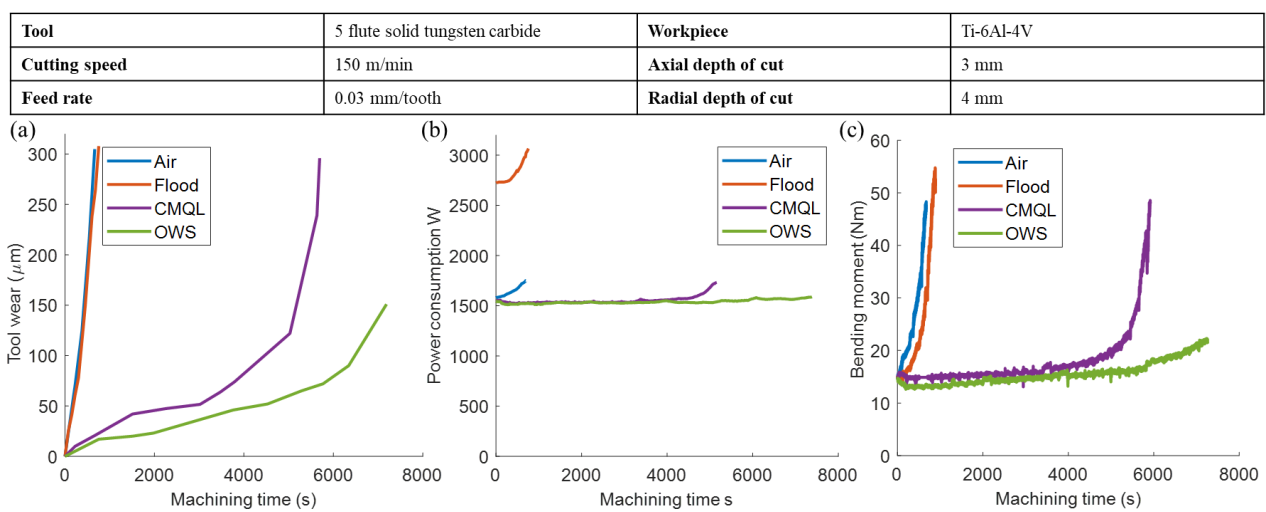 Tool 5 flute solid tungsten carbide Workpiece Ti-6Al-4V
Cutting speed 150 m/min Axial depth of cut 3 mm
Feed rate 0.03 mm/tooth Radial depth of cut 4 mm
(a)
Tool wear (μm)
300
250
200
150
100
50
0
Air
Flood
CMQL
OWS
0 2000 4000 6000 8000
Machining time (s)
(b)
Power consumption W
3000
2500
2000
1500
1000
500
0
Air
Flood
CMQL
OWS
0 2000 4000 6000 8000
Machining time s
(c)
Bending moment (Nm)
60
50
40
30
20
10
0
Air
Flood
CMQL
OWS
0 2000 4000 6000 8000
Machining time (s)